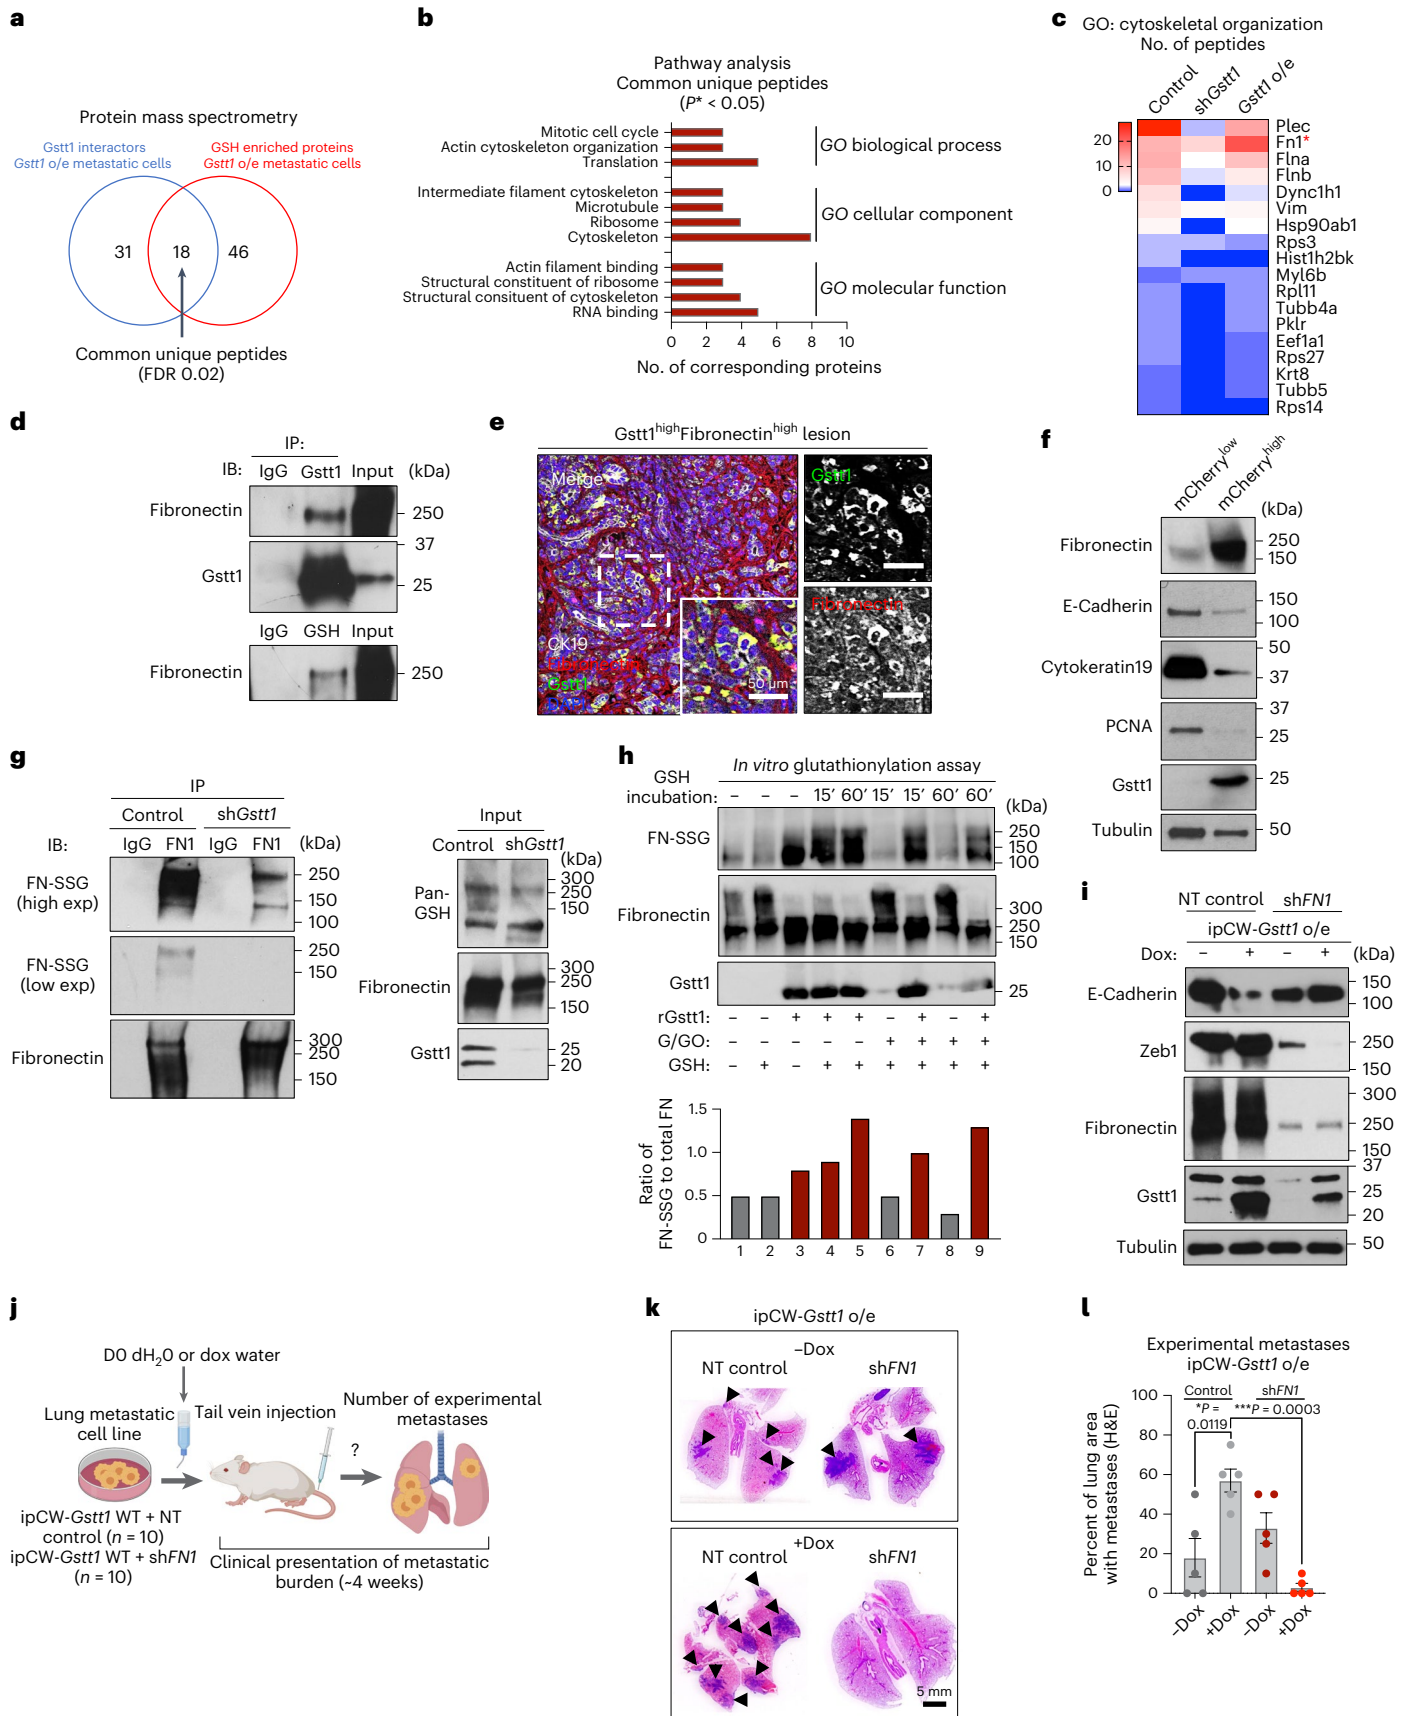 a
Protein mass spectrometry
Gstt1 interactors
Gstt1 o/e metastatic cells
GSH enriched proteins
Gstt1 o/e metastatic cells
31
18
46
Common unique peptides
(FDR 0.02)
b
Pathway analysis
Common unique peptides
(P* < 0.05)
Mitotic cell cycle
Actin cytoskeleton organization
Translation
GO biological process
Intermediate filament cytoskeleton
Microtubule
Ribosome
Cytoskeleton
GO cellular component
Actin filament binding
Structural constituent of ribosome
Structural consituent of cytoskeleton
RNA binding
GO molecular function
0 2 4 6 8 10
No. of corresponding proteins
c
GO: cytoskeletal organization
No. of peptides
Control
shGstt1
Gstt1 o/e
20
10
0
Plec
Fn1*
Flna
Flnb
Dync1h1
Vim
Hsp90ab1
Rps3
Hist1h2bk
Myl6b
Rpl11
Tubb4a
Pklr
Eef1a1
Rps27
Krt8
Tubb5
Rps14
d
IP:
IB: IgG Gstt1 Input (kDa)
Fibronectin
250
37
Gstt1
25
IgG GSH Input
Fibronectin
250
e
Gstt1highFibronectinhigh lesion
Merge
CK19
Fibronectin
Gstt1
50 um
Gstt1
Fibronectin
f
mCherrylow
mCherryhigh
(kDa)
Fibronectin
250
150
E-Cadherin
150
100
Cytokeratin19
50
37
PCNA
37
25
Gstt1
25
Tubulin
50
g
IP
Control shGstt1
IB: IgG FN1 IgG FN1 (kDa)
FN-SSG
(high exp)
250
150
100
FN-SSG
(low exp)
250
150
Fibronectin
300
250
150
Input
Control shGstt1
(kDa)
Pan-
GSH
300
250
150
Fibronectin
300
250
150
Gstt1
25
20
h
In vitro glutathionylation assay
GSH
incubation: – – – 15′ 60′ 15′ 15′ 60′ 60′
(kDa)
FN-SSG
250
150
100
Fibronectin
300
250
150
Gstt1
25
rGstt1: – – + + + – + – +
G/GO: – – – – – + + + +
GSH: – + – + + + + + +
Ratio of
FN-SSG to total FN
1.5
1.0
0.5
0
1 2 3 4 5 6 7 8 9
i
NT control shFN1
ipCW-Gstt1 o/e
Dox: – + – + (kDa)
E-Cadherin
150
100
Zeb1
250
150
Fibronectin
300
250
150
Gstt1
37
25
20
Tubulin
50
j
D0 dH2O or dox water
Lung metastatic
cell line
Tail vein injection
Number of experimental
metastases
?
ipCW-Gstt1 WT + NT
control (n = 10)
ipCW-Gstt1 WT + shFN1
(n = 10)
Clinical presentation of metastatic
burden (~4 weeks)
k
ipCW-Gstt1 o/e
–Dox
NT control shFN1
+Dox
NT control shFN1
5 mm
l
Experimental metastases
ipCW-Gstt1 o/e
Control shFN1
*P =
0.0119
***P = 0.0003
Percent of lung area
with metastases (H&E)
100
80
60
40
20
0
–Dox
+Dox
–Dox
+Dox